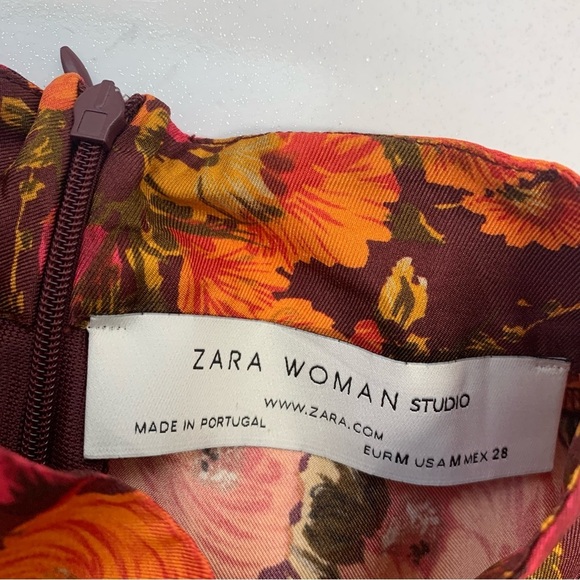 ZARA WOMAN STUDIO
WWW.ZARA.COM
MADE IN PORTUGAL
EUR M USA M MEX 28